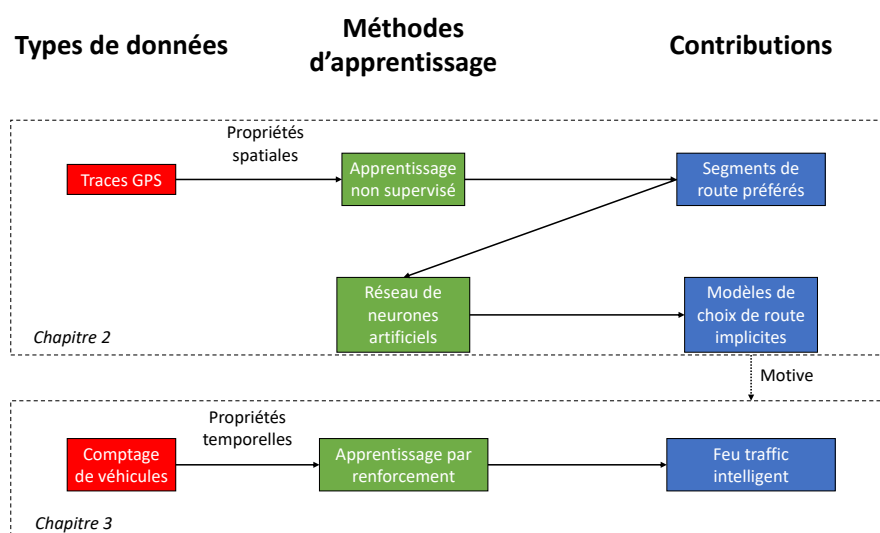 Types de données
Méthodes
d'apprentissage
Contributions
Propriétés
spatiales
Traces GPS
Apprentissage
non supervisé
Segments de
route préférés
Réseau de
neurones
artificiels
Modèles de
choix de route
implicites
Chapitre 2
Motive
Propriétés
temporelles
Comptage
de véhicules
Apprentissage par
renforcement
Feu traffic
intelligent
Chapitre 3